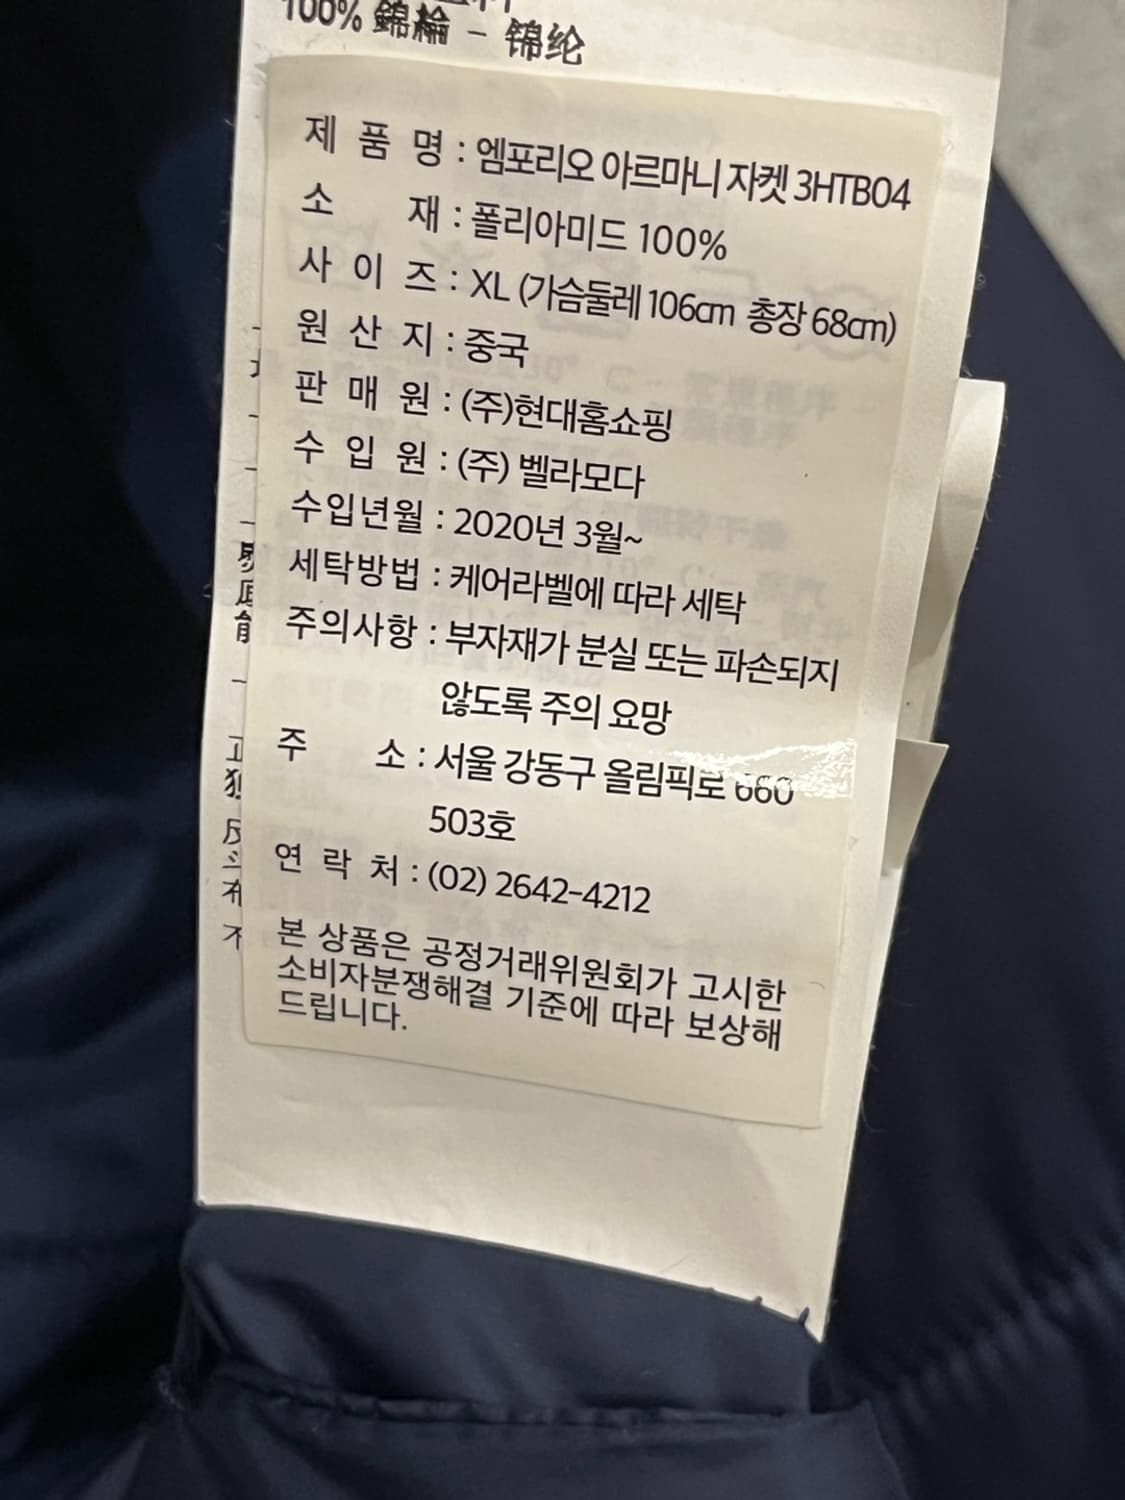 100% 錦綸 - 锦纶
제 품 명 : 엠포리오 아르마니 자켓 3HTB04
소 재 : 폴리아미드 100%
사 이 즈 : XL (가슴둘레 106cm 총장 68cm)
원 산 지 : 중국
판 매 원 : (주)현대홈쇼핑
수 입 원 : (주) 벨라모다
수입년월 : 2020년 3월~
세탁방법 : 케어라벨에 따라 세탁
주의사항 : 부자재가 분실 또는 파손되지
않도록 주의 요망
주 소 : 서울 강동구 올림픽로 660
503호
연 락 처 : (02) 2642-4212
본 상품은 공정거래위원회가 고시한
소비자분쟁해결 기준에 따라 보상해
드립니다.